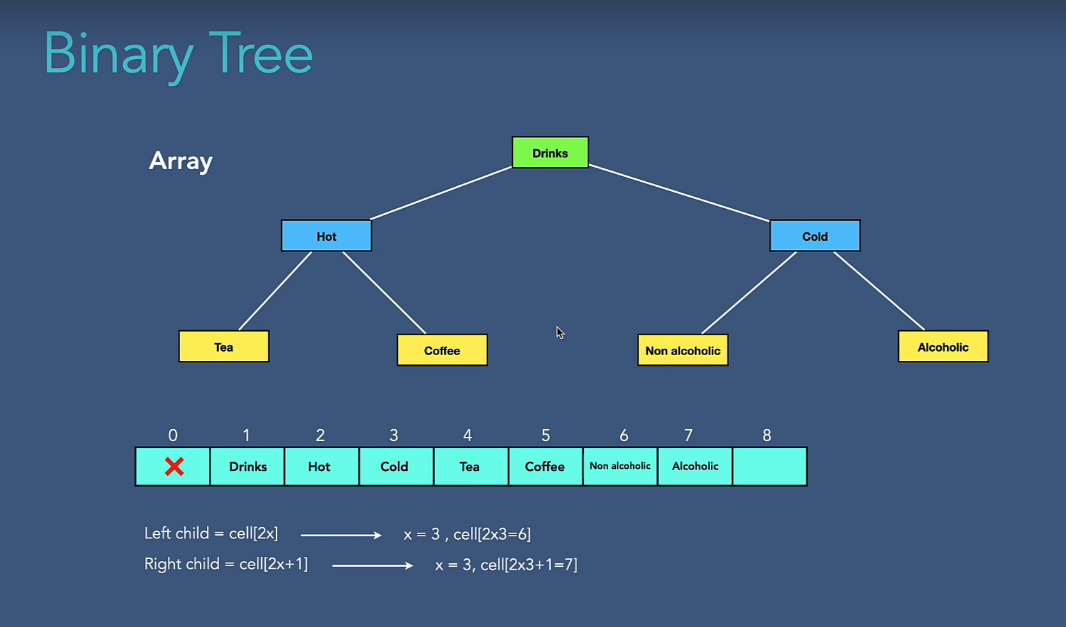 Binary Tree
Array
Drinks
Hot
Cold
Tea
Coffee
Non alcoholic
Alcoholic
0 1 2 3 4 5 6 7 8
Drinks Hot Cold Tea Coffee Non alcoholic Alcoholic
Left child = cell[2x] x = 3 , cell[2x3=6]
Right child = cell[2x+1] x = 3, cell[2x3+1=7]